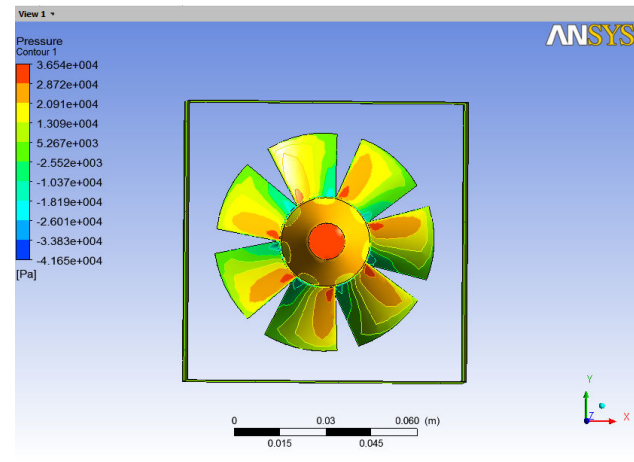 View 1
ANSYS
Pressure
Contour 1
3.654e+004
2.872e+004
2.091e+004
1.309e+004
5.267e+003
-2.552e+003
-1.037e+004
-1.819e+004
-2.601e+004
-3.383e+004
-4.165e+004
[Pa]
0 0.03 0.060 (m)
0.015 0.045
Y
Z X